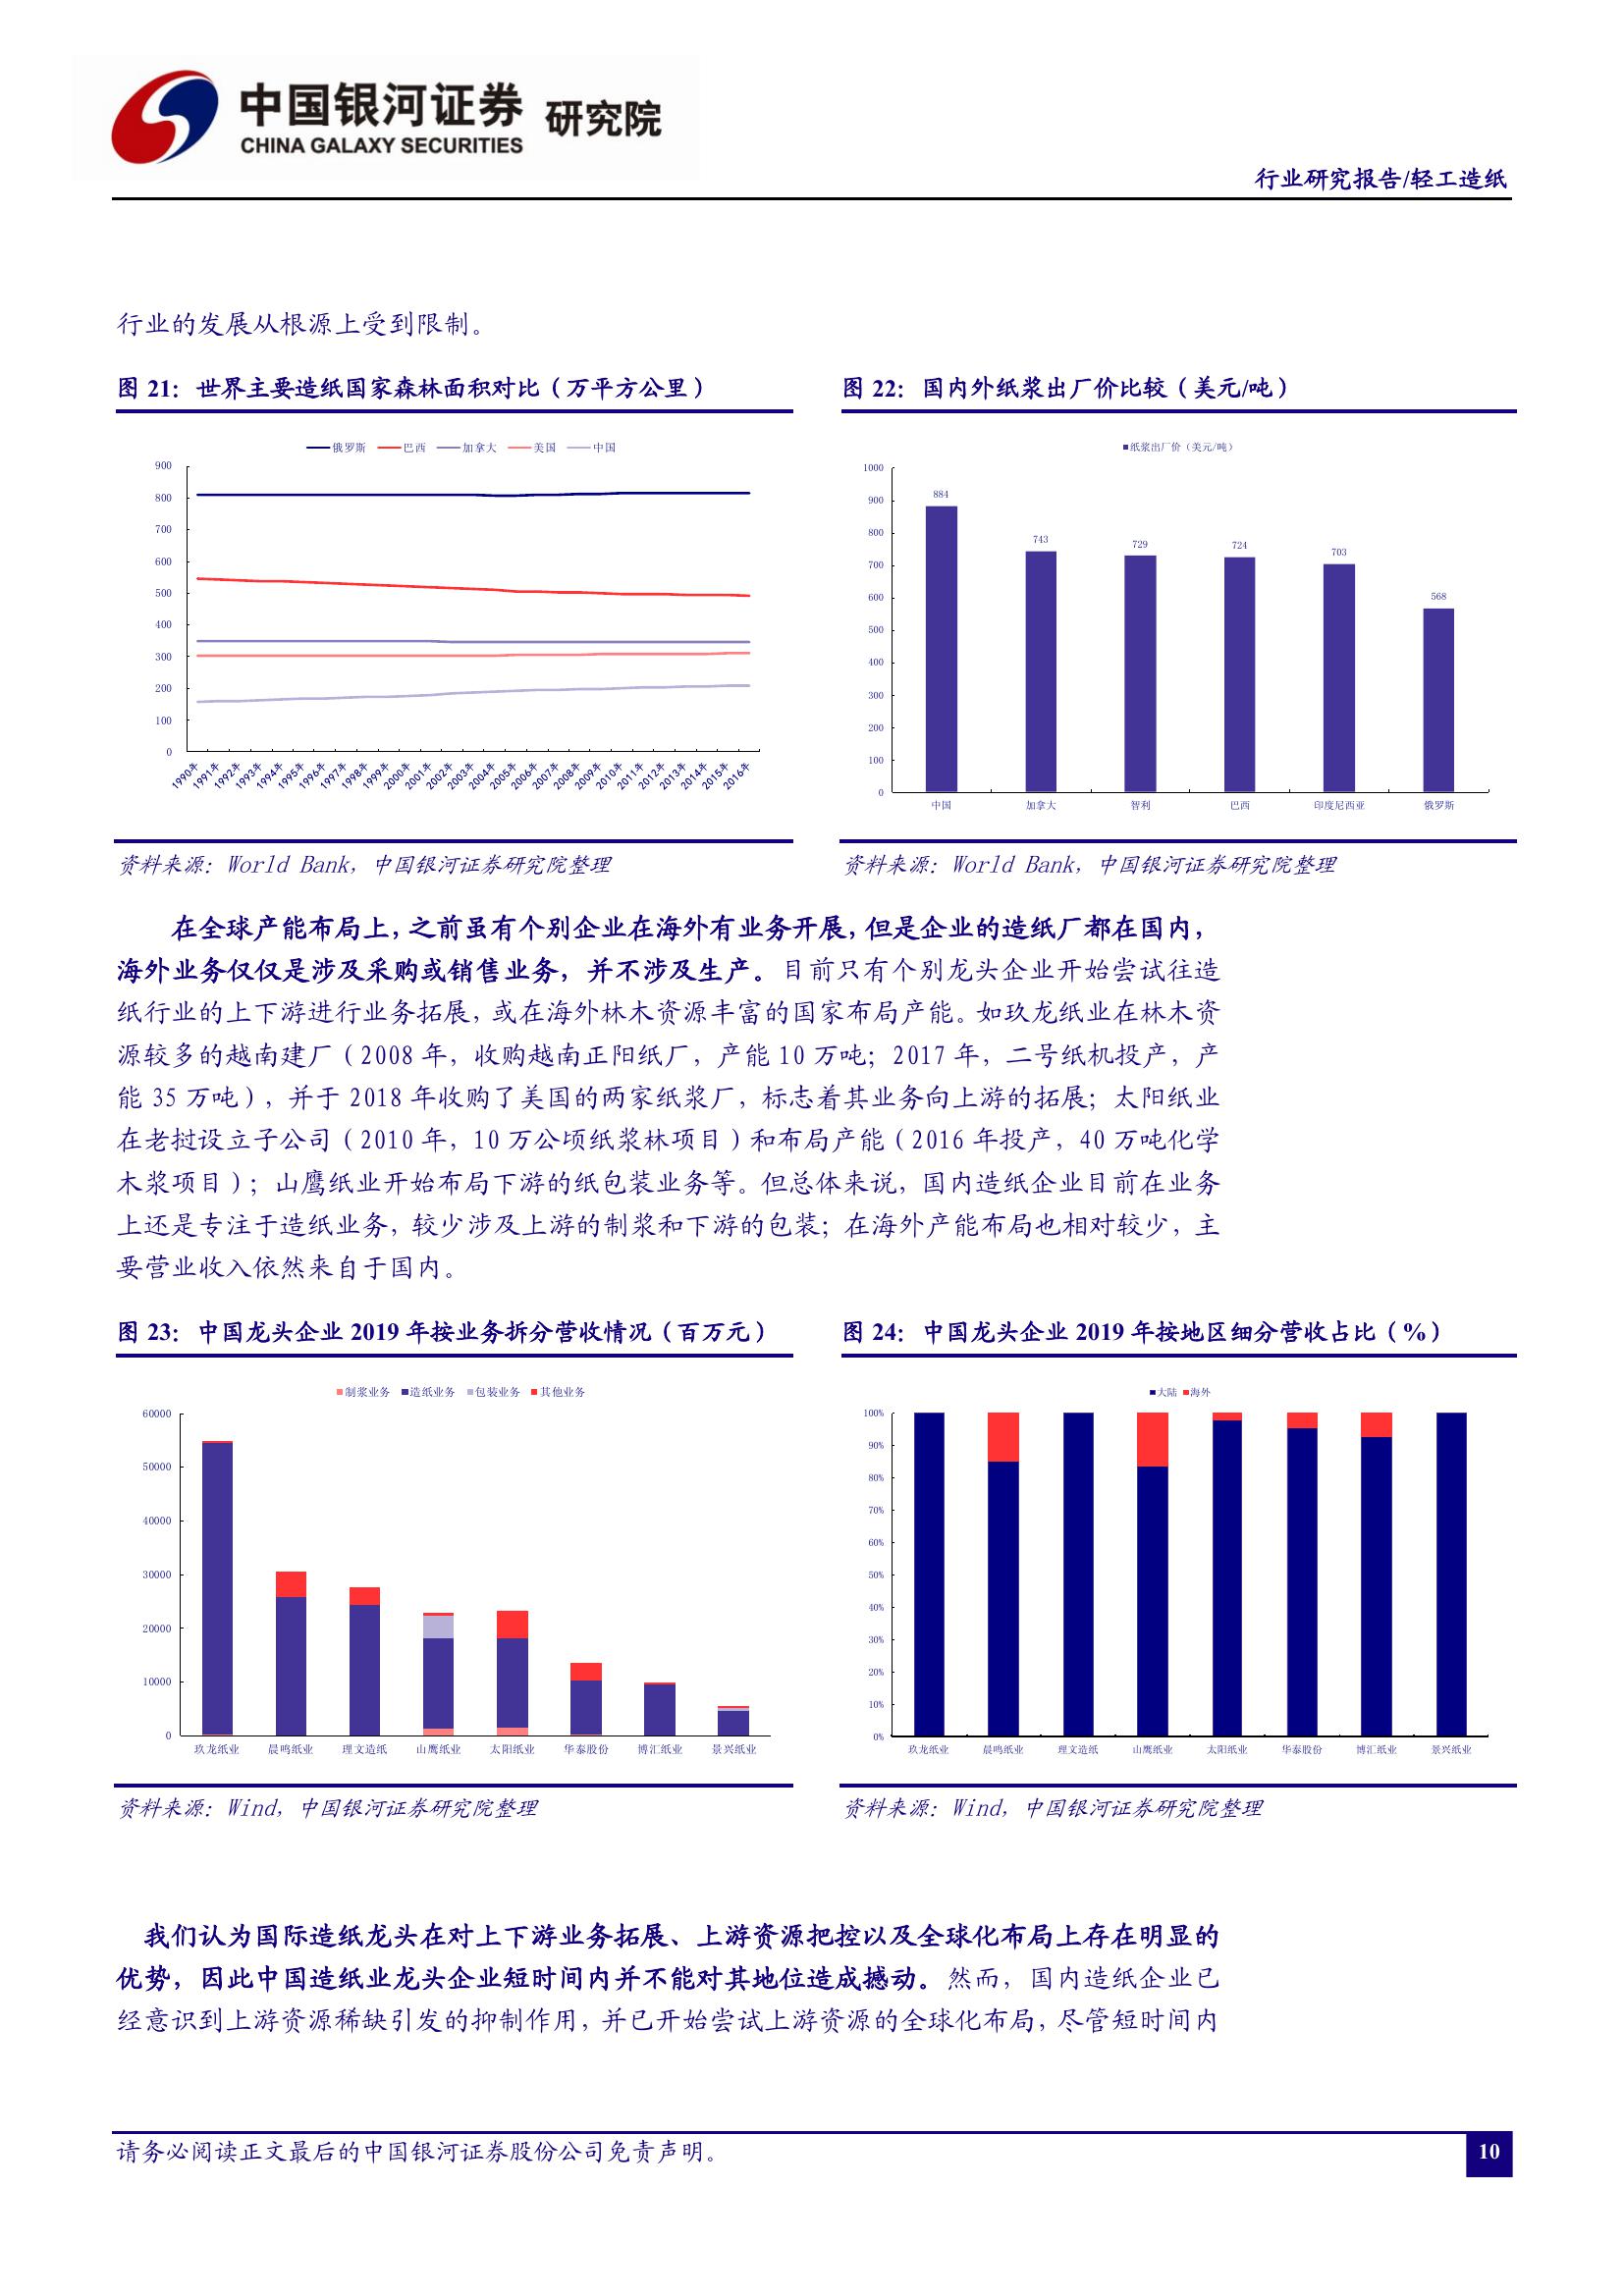 中国银河证券 研究院
CHINA GALAXY SECURITIES
行业研究报告/轻工造纸
行业的发展从根源上受到限制。
图 21：世界主要造纸国家森林面积对比（万平方公里）
俄罗斯 巴西 加拿大 美国 中国
900
800
700
600
500
400
300
200
100
0
1990年 1991年 1992年 1993年 1994年 1995年 1996年 1997年 1998年 1999年 2000年 2001年 2002年 2003年 2004年 2005年 2006年 2007年 2008年 2009年 2010年 2011年 2012年 2013年 2014年 2015年 2016年
资料来源：World Bank，中国银河证券研究院整理
图 22：国内外纸浆出厂价比较（美元/吨）
纸浆出厂价（美元/吨）
1000
900
800
700
600
500
400
300
200
100
0
884 743 729 724 703 568
中国 加拿大 智利 巴西 印度尼西亚 俄罗斯
资料来源：World Bank，中国银河证券研究院整理
在全球产能布局上，之前虽有个别企业在海外有业务开展，但是企业的造纸厂都在国内，
海外业务仅仅是涉及采购或销售业务，并不涉及生产。目前只有个别龙头企业开始尝试往造
纸行业的上下游进行业务拓展，或在海外林木资源丰富的国家布局产能。如玖龙纸业在林木资
源较多的越南建厂（2008 年，收购越南正阳纸厂，产能 10 万吨；2017 年，二号纸机投产，产
能 35 万吨），并于 2018 年收购了美国的两家纸浆厂，标志着其业务向上游的拓展；太阳纸业
在老挝设立子公司（2010 年，10 万公顷纸浆林项目）和布局产能（2016 年投产，40 万吨化学
木浆项目）；山鹰纸业开始布局下游的纸包装业务等。但总体来说，国内造纸企业目前在业务
上还是专注于造纸业务，较少涉及上游的制浆和下游的包装；在海外产能布局也相对较少，主
要营业收入依然来自于国内。
图 23：中国龙头企业 2019 年按业务拆分营收情况（百万元）
制浆业务 造纸业务 包装业务 其他业务
60000
50000
40000
30000
20000
10000
0
玖龙纸业 晨鸣纸业 理文造纸 山鹰纸业 太阳纸业 华泰股份 博汇纸业 景兴纸业
资料来源：Wind，中国银河证券研究院整理
图 24：中国龙头企业 2019 年按地区细分营收占比（%）
大陆 海外
100%
90%
80%
70%
60%
50%
40%
30%
20%
10%
0%
玖龙纸业 晨鸣纸业 理文造纸 山鹰纸业 太阳纸业 华泰股份 博汇纸业 景兴纸业
资料来源：Wind，中国银河证券研究院整理
我们认为国际造纸龙头在对上下游业务拓展、上游资源把控以及全球化布局上存在明显的
优势，因此中国造纸业龙头企业短时间内并不能对其地位造成撼动。然而，国内造纸企业已
经意识到上游资源稀缺引发的抑制作用，并已开始尝试上游资源的全球化布局，尽管短时间内
请务必阅读正文最后的中国银河证券股份公司免责声明。
10